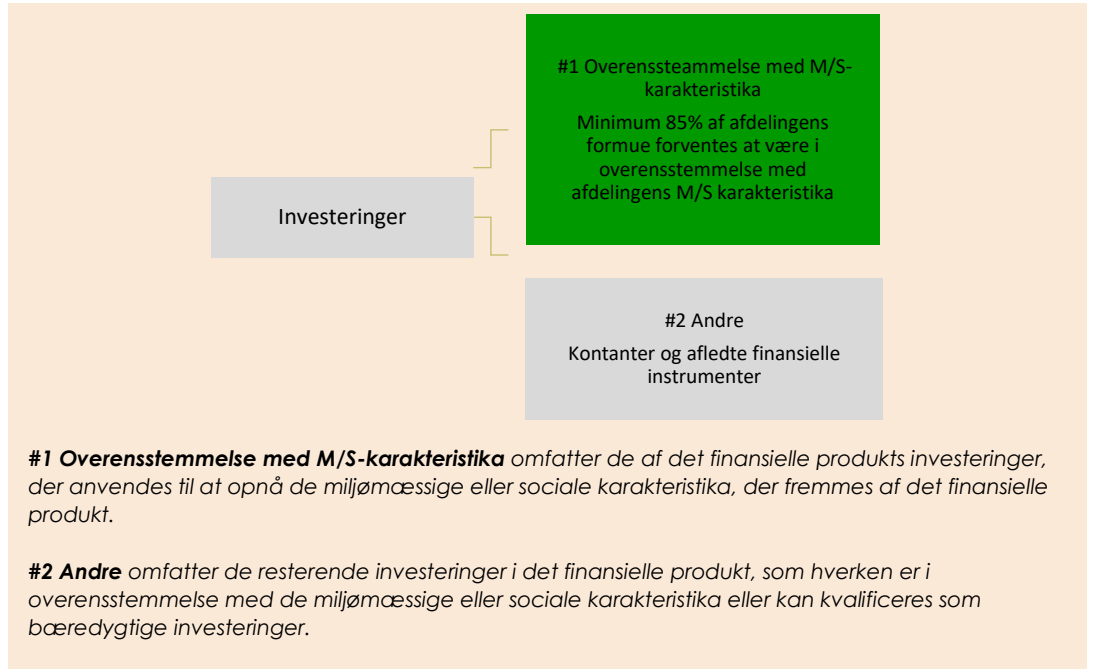 #1 Overenssteammelse med M/S-
karakteristika
Minimum 85% af afdelingens
formue forventes at være i
overensstemmelse med
afdelingens M/S karakteristika
Investeringer
#2 Andre
Kontanter og afledte finansielle
instrumenter
#1 Overensstemmelse med M/S-karakteristika omfatter de af det finansielle produkts investeringer,
der anvendes til at opnå de miljømæssige eller sociale karakteristika, der fremmes af det finansielle
produkt.
#2 Andre omfatter de resterende investeringer i det finansielle produkt, som hverken er i
overensstemmelse med de miljømæssige eller sociale karakteristika eller kan kvalificeres som
bæredygtige investeringer.